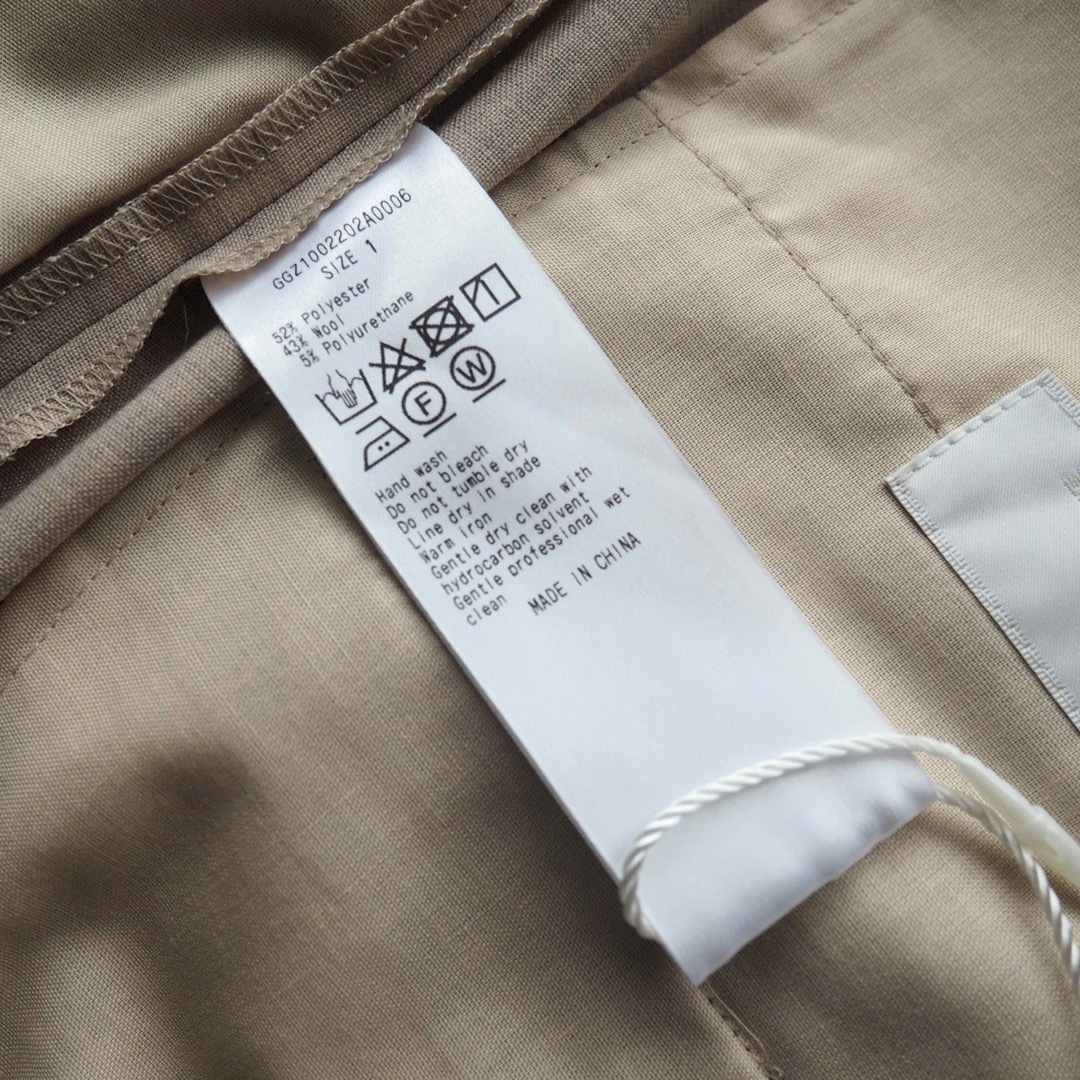 GGZ1002202A0006
SIZE 1
52% Polyester
43% Wool
5% Polyurethane
F W
Hand wash
Do not bleach
Do not tumble dry
Line dry in shade
Warm Iron
Gentle dry clean with
hydrocarbon solvent
Gentle professional wet
clean
MADE IN CHINA